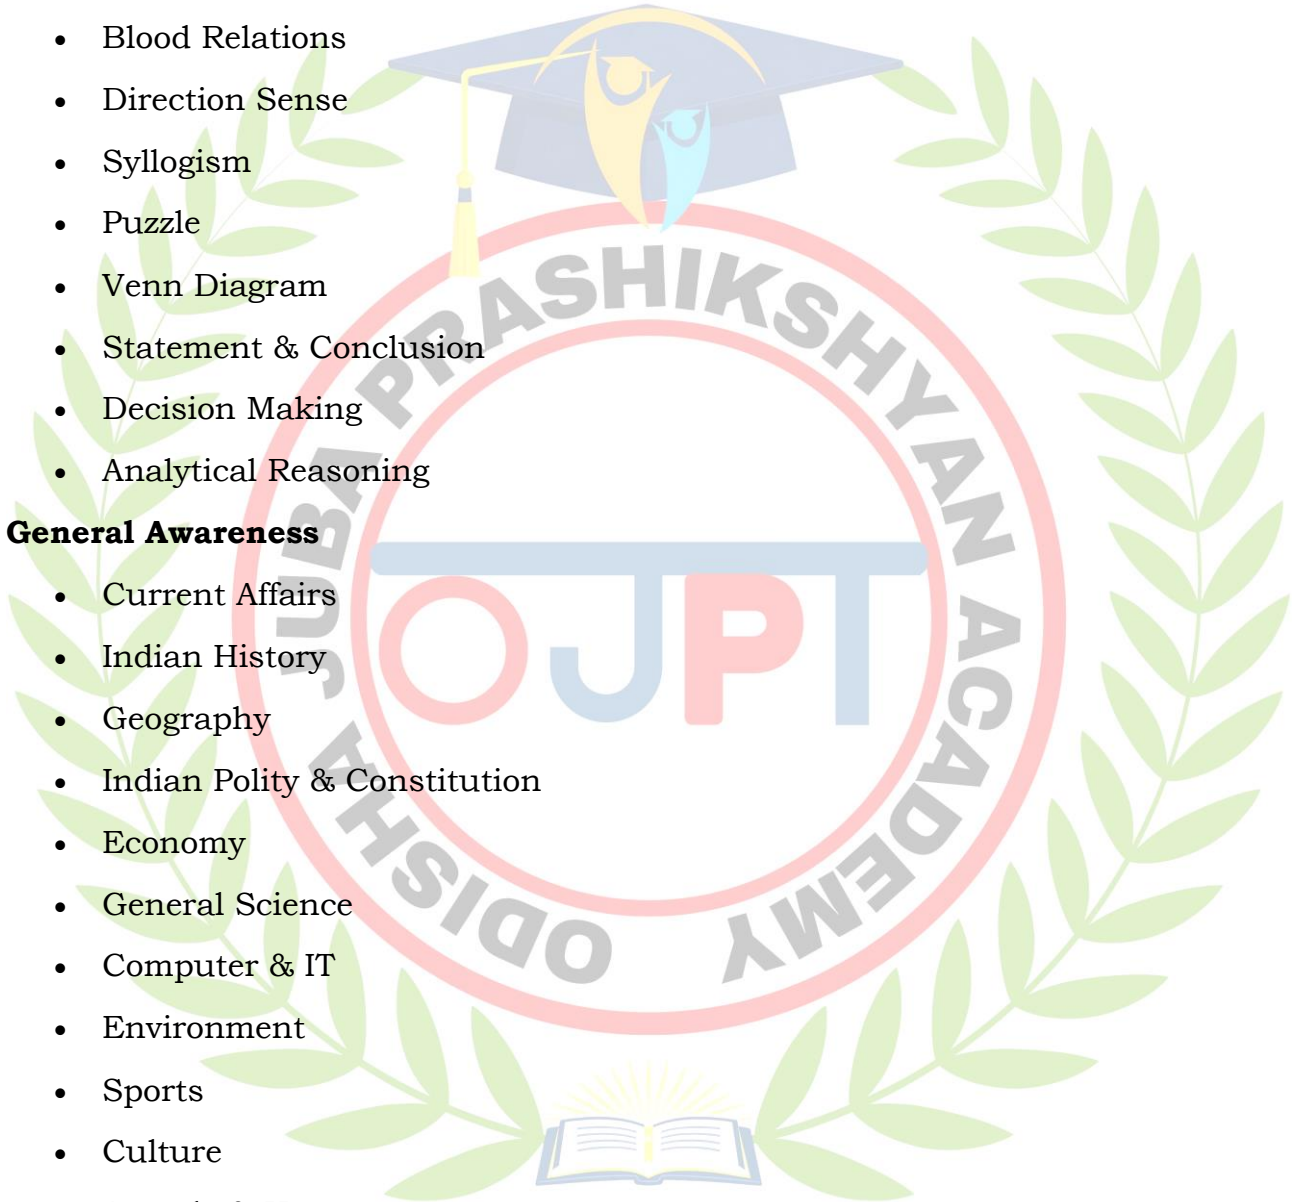 • Blood Relations
• Direction Sense
• Syllogism
• Puzzle
• Venn Diagram
• Statement & Conclusion
• Decision Making
• Analytical Reasoning
General Awareness
• Current Affairs
• Indian History
• Geography
• Indian Polity & Constitution
• Economy
• General Science
• Computer & IT
• Environment
• Sports
• Culture
ODISHA JUBA PRASHIKSHYAN ACADEMY
OJPT